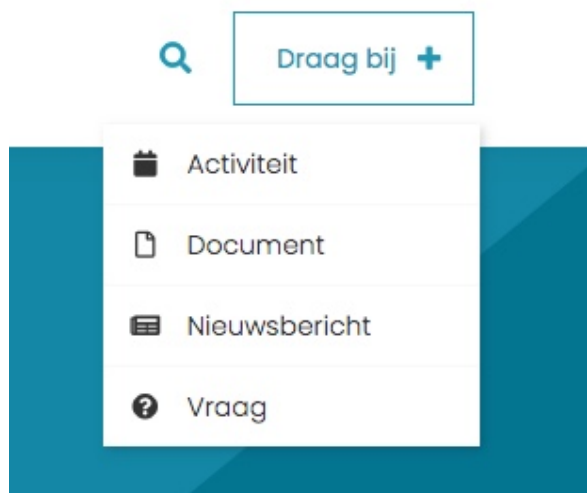 Draag bij
Activiteit
Document
Nieuwsbericht
Vraag